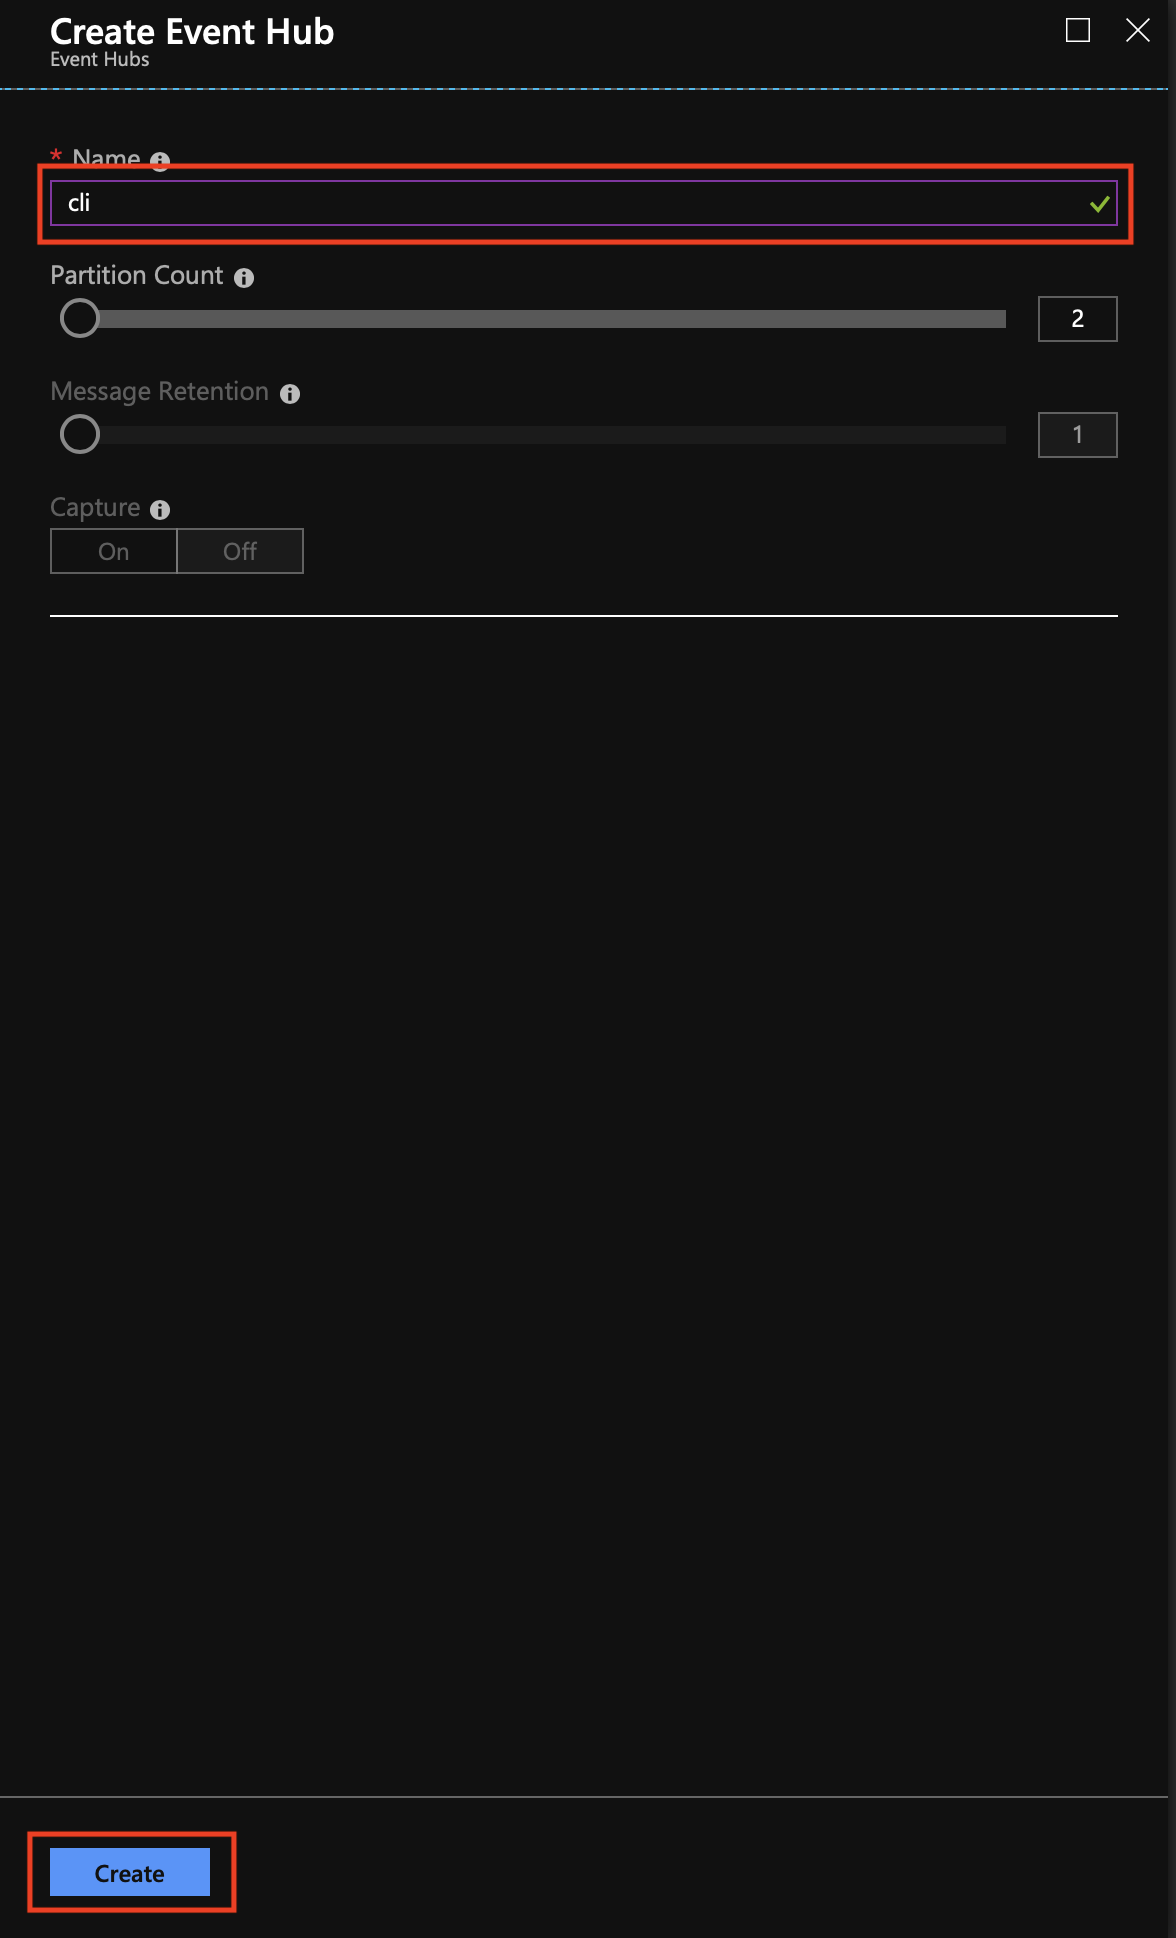 Create Event Hub
Event Hubs
* Name
cli
Partition Count
2
Message Retention
1
Capture
On Off
Create